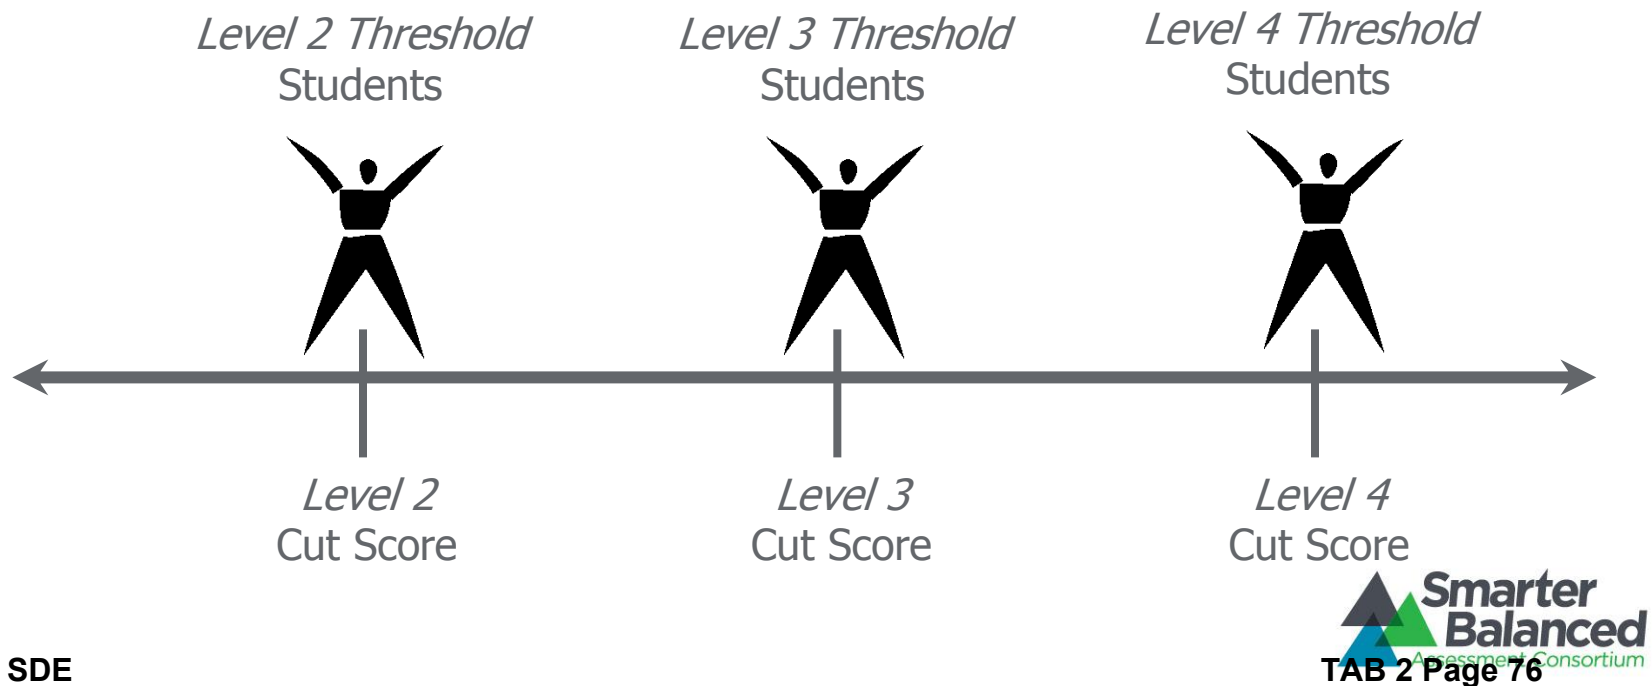 Level 2 Threshold
Students
Level 3 Threshold
Students
Level 4 Threshold
Students
Level 2
Cut Score
Level 3
Cut Score
Level 4
Cut Score
Smarter
Balanced
Assessment Consortium
SDE
TAB 2 Page 76